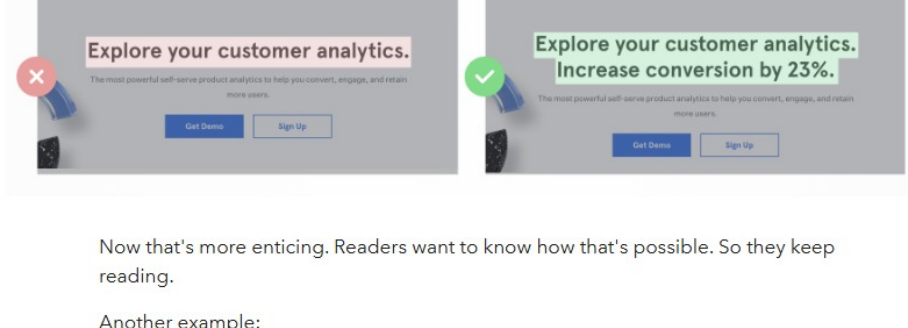 Explore your customer analytics.
The most powerful self-serve product analytics to help you convert, engage, and retain
more users.
Get Demo
Sign Up
Explore your customer analytics.
Increase conversion by 23%.
The most powerful self-serve product analytics to help you convert, engage, and retain
more users.
Get Demo
Sign Up
Now that's more enticing. Readers want to know how that's possible. So they keep
reading.
Another example: